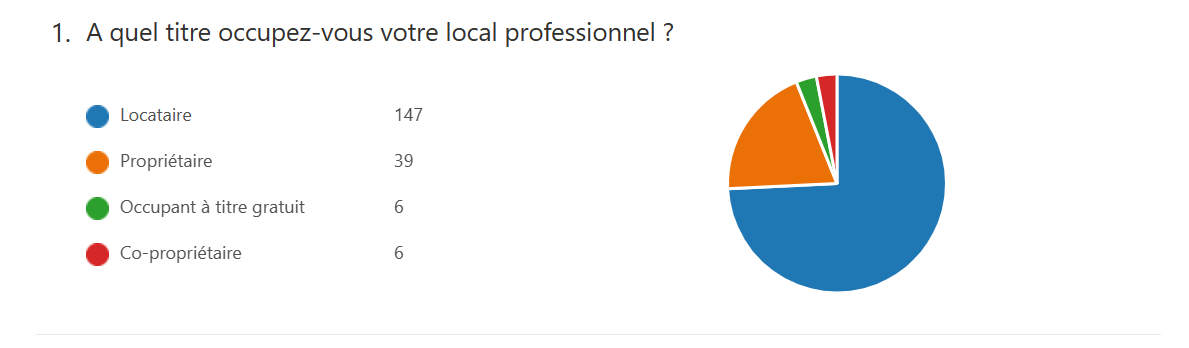 1. A quel titre occupez-vous votre local professionnel ?
Locataire 147
Propriétaire 39
Occupant à titre gratuit 6
Co-propriétaire 6